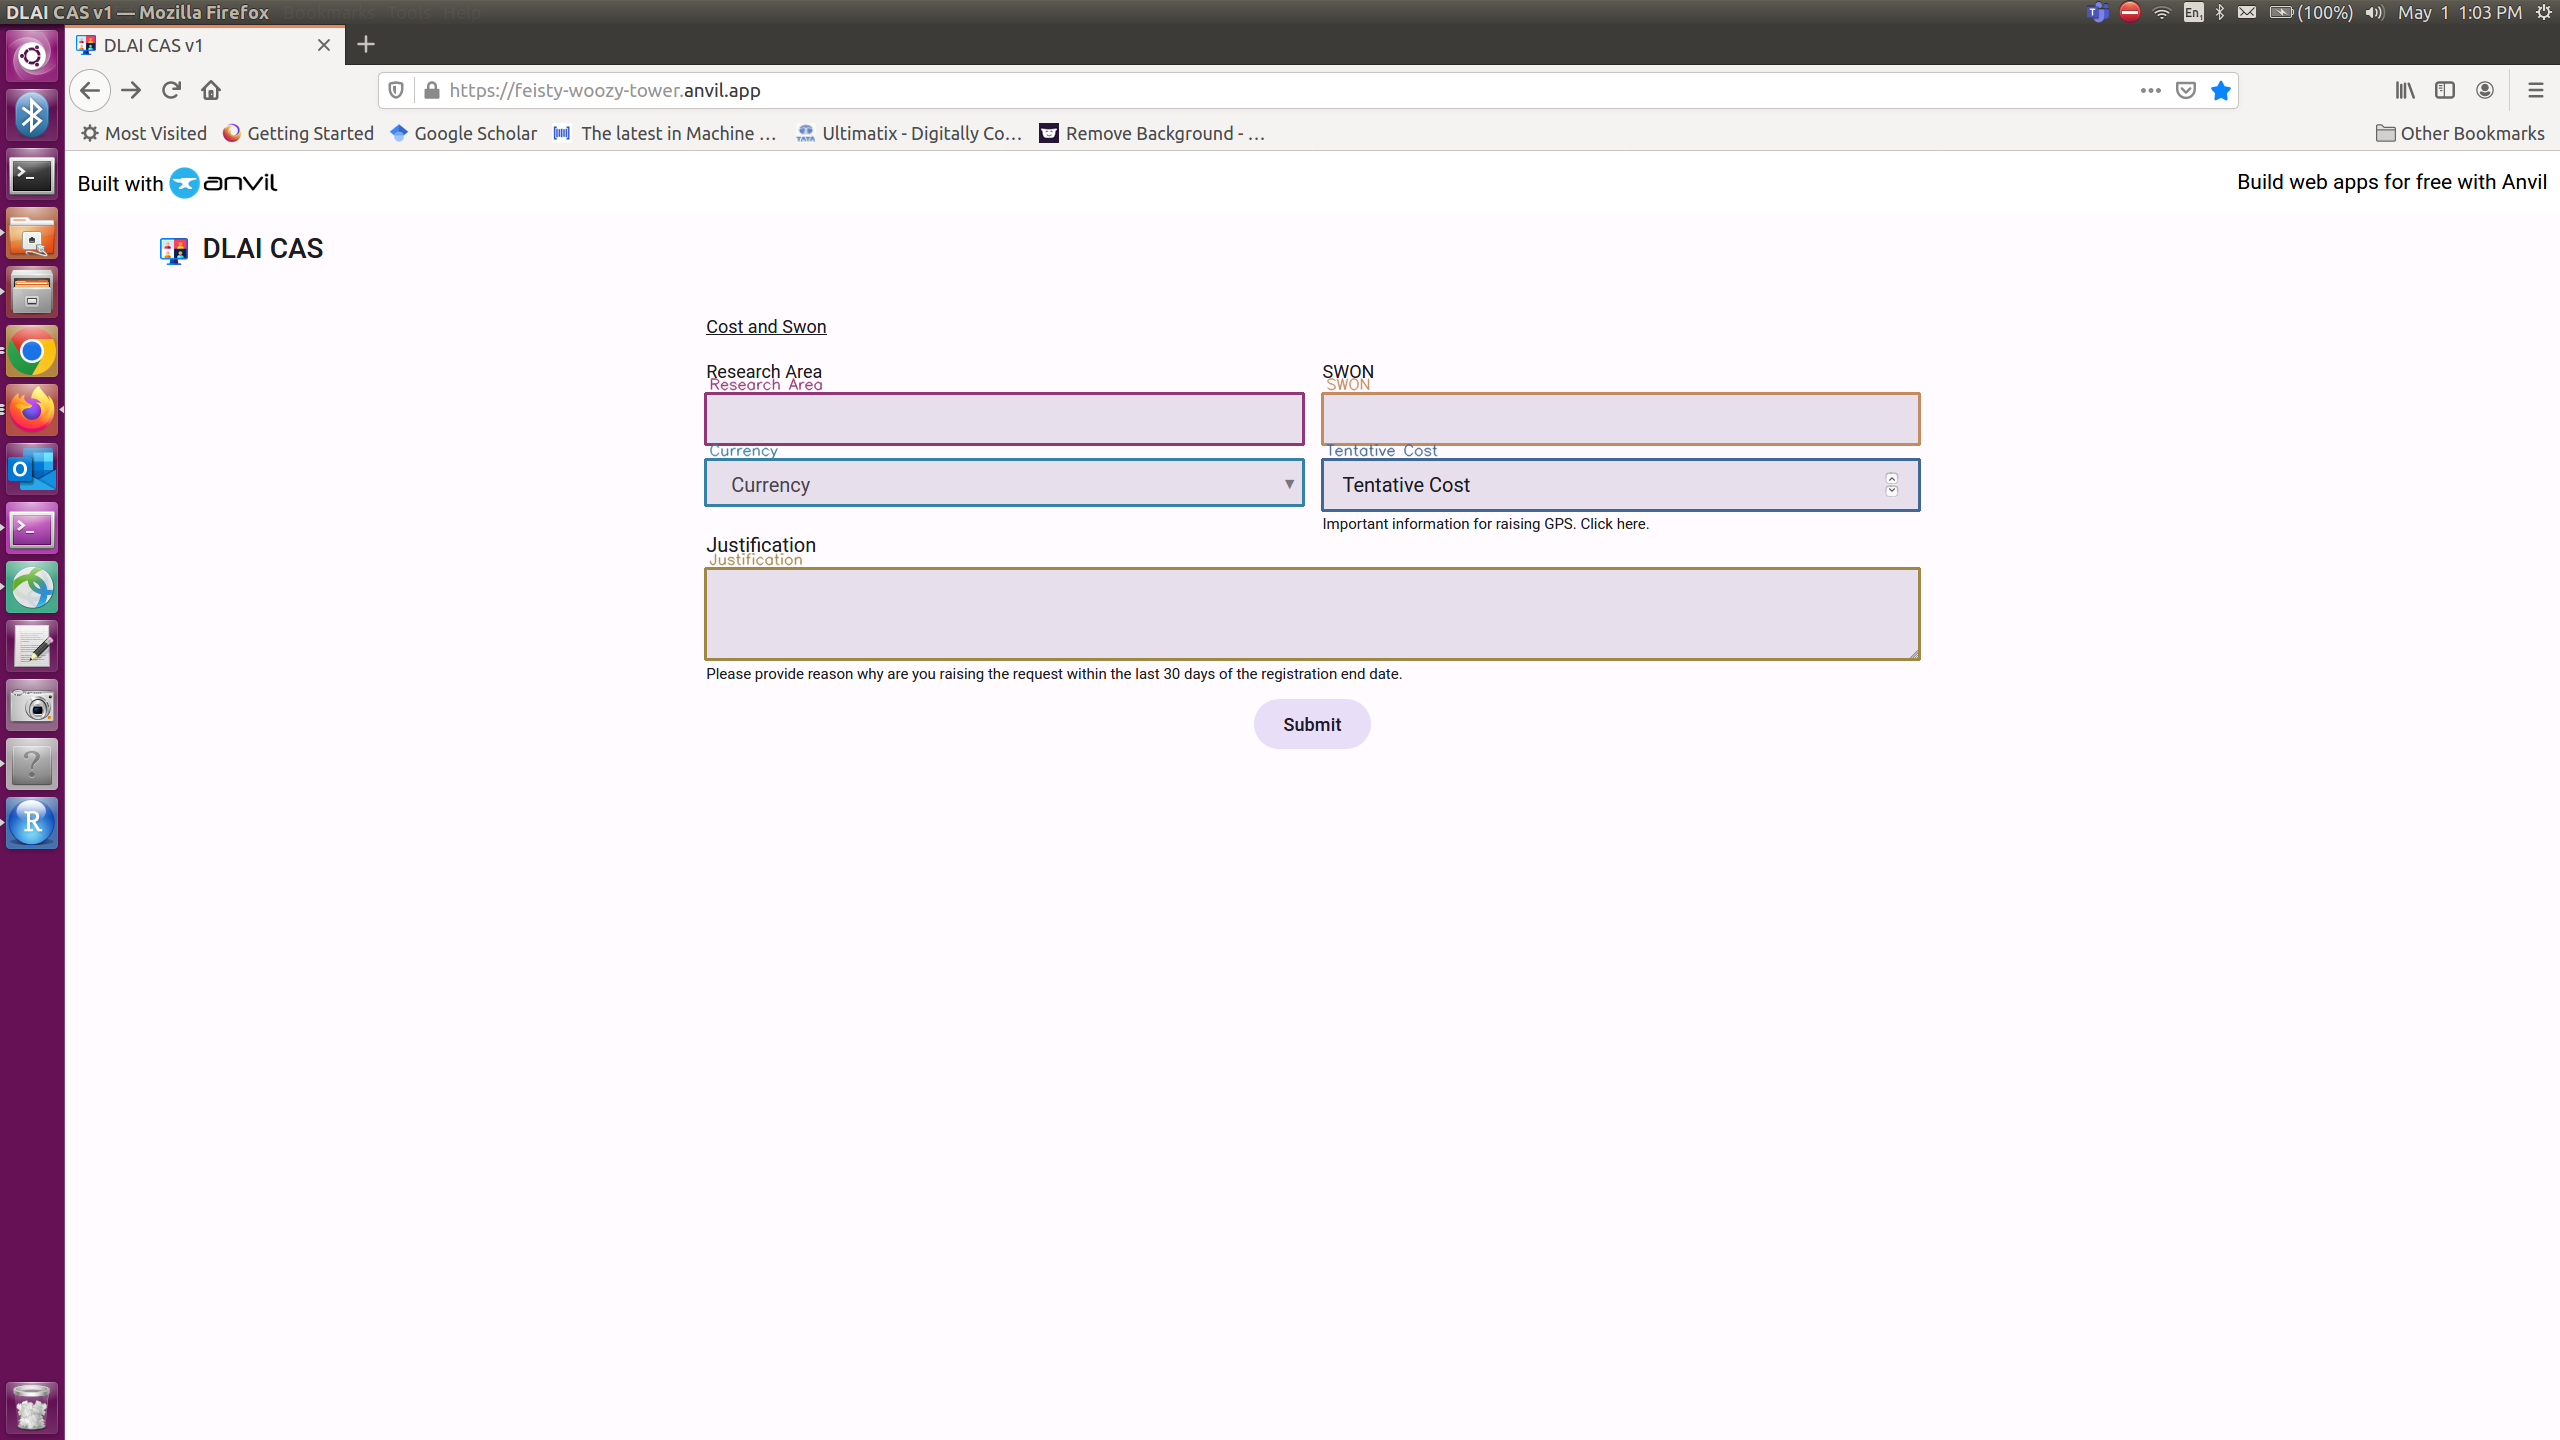 DLAI CAS v1 — Mozilla Firefox Bookmarks Tools Help
En1 (100%) May 1 1:03 PM
DLAI CAS v1
https://feisty-woozy-tower.anvil.app
Most Visited Getting Started Google Scholar The latest in Machine ... Ultimatix - Digitally Co... Remove Background - ... Other Bookmarks
Built with anvil
Build web apps for free with Anvil
DLAI CAS
Cost and Swon
Research Area
Research Area
SWON
SWON
Currency
Currency
Tentative Cost
Tentative Cost
Important information for raising GPS. Click here.
Justification
Justification
Please provide reason why are you raising the request within the last 30 days of the registration end date.
Submit